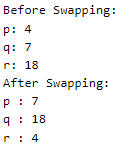 Before Swapping:
p: 4
q: 7
r: 18
After Swapping:
p : 7
q : 18
r : 4